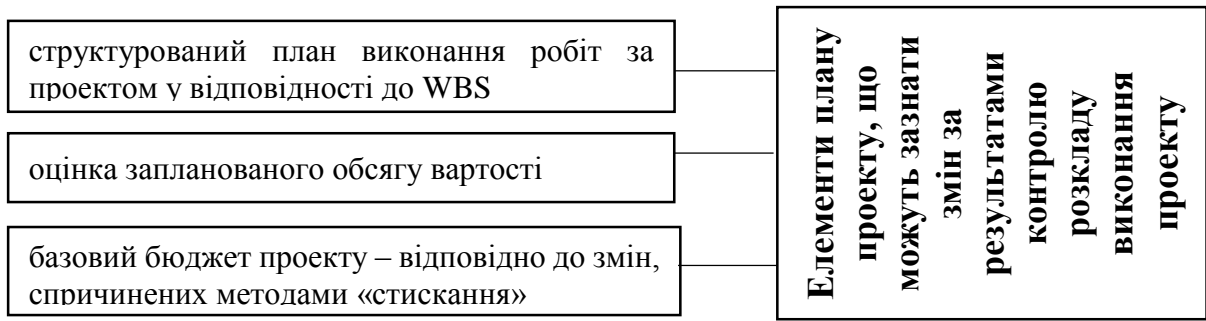 структурований план виконання робіт за
проектом у відповідності до WBS
оцінка запланованого обсягу вартості
базовий бюджет проекту – відповідно до змін,
спричинених методами «стискання»
Елементи плану
проекту, що
можуть зазнати
змін за
результатами
контролю
розкладу
виконання
проекту